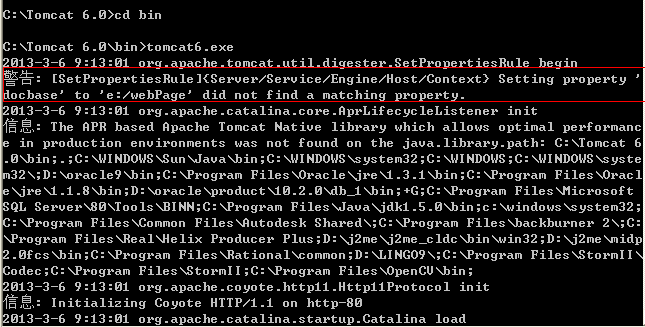 C:\Tomcat 6.0>cd bin
C:\Tomcat 6.0\bin>tomcat6.exe
2013-3-6 9:13:01 org.apache.tomcat.util.digester.SetPropertiesRule begin
警告: [SetPropertiesRule]{Server/Service/Engine/Host/Context} Setting property '
docbase' to 'e:/webPage' did not find a matching property.
2013-3-6 9:13:01 org.apache.catalina.core.AprLifecycleListener init
信息: The APR based Apache Tomcat Native library which allows optimal performanc
e in production environments was not found on the java.library.path: C:\Tomcat 6
.0\bin;.;C:\WINDOWS\Sun\Java\bin;C:\WINDOWS\system32;C:\WINDOWS;C:\WINDOWS\syste
m32\;D:\oracle9\bin;C:\Program Files\Oracle\jre\1.3.1\bin;C:\Program Files\Oracl
e\jre\1.1.8\bin;D:\oracle\product\10.2.0\db_1\bin;+G;C:\Program Files\Microsoft
SQL Server\80\Tools\BINN;C:\Program Files\Java\jdk1.5.0\bin;c:\windows\system32;
C:\Program Files\Common Files\Autodesk Shared\;C:\Program Files\backburner 2\;C:
\Program Files\Real\Helix Producer Plus;D:\j2me\j2me_cldc\bin\win32;D:\j2me\midp
2.0fcs\bin;C:\Program Files\Rational\common;D:\LINGO9\;C:\Program Files\StormII\
Codec;C:\Program Files\StormII;C:\Program Files\OpenCV\bin;
2013-3-6 9:13:01 org.apache.coyote.http11.Http11Protocol init
信息: Initializing Coyote HTTP/1.1 on http-80
2013-3-6 9:13:01 org.apache.catalina.startup.Catalina load